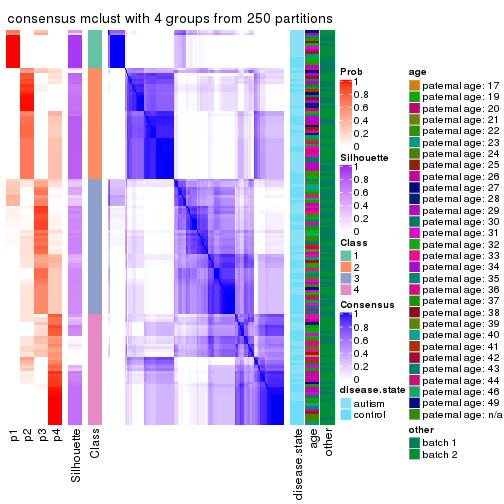 consensus mclust with 4 groups from 250 partitions
Prob
1
0.8
0.6
0.4
0.2
0
Silhouette
1
0.8
0.6
0.4
0.2
0
Class
1
2
3
4
Consensus
1
0.8
0.6
0.4
0.2
0
disease.state
autism
control
age
paternal age: 17
paternal age: 19
paternal age: 20
paternal age: 21
paternal age: 22
paternal age: 23
paternal age: 24
paternal age: 25
paternal age: 26
paternal age: 27
paternal age: 28
paternal age: 29
paternal age: 30
paternal age: 31
paternal age: 32
paternal age: 33
paternal age: 34
paternal age: 35
paternal age: 36
paternal age: 37
paternal age: 38
paternal age: 39
paternal age: 40
paternal age: 41
paternal age: 42
paternal age: 43
paternal age: 44
paternal age: 46
paternal age: 49
paternal age: n/a
other
batch 1
batch 2
p1
p2
p3
p4
Silhouette
Class
disease.state
age
other